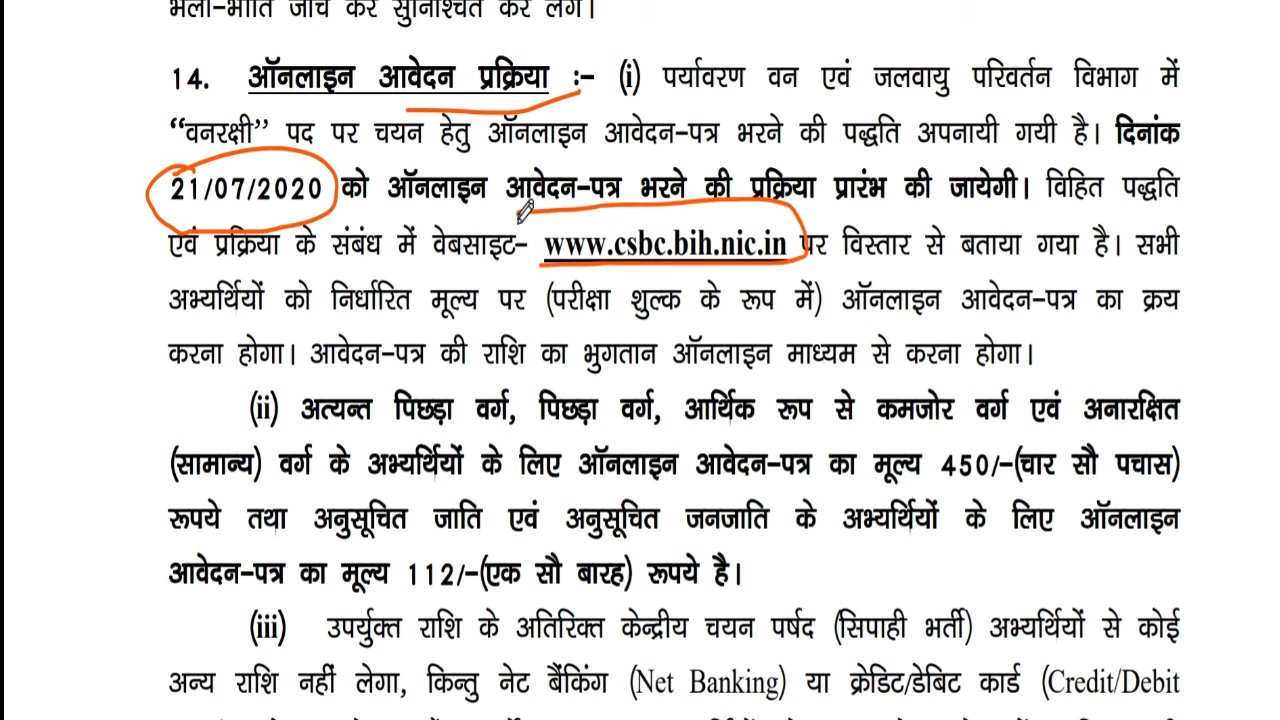 भली-भाँति जाँच कर सुनिश्चित कर लेंगे।
14. ऑनलाइन आवेदन प्रक्रिया :- (i) पर्यावरण वन एवं जलवायु परिवर्तन विभाग में
“वनरक्षी” पद पर चयन हेतु ऑनलाइन आवेदन-पत्र भरने की पद्धति अपनायी गयी है। दिनांक
21/07/2020 को ऑनलाइन आवेदन-पत्र भरने की प्रक्रिया प्रारंभ की जायेगी। विहित पद्धति
एवं प्रक्रिया के संबंध में वेबसाइट- www.csbc.bih.nic.in पर विस्तार से बताया गया है। सभी
अभ्यर्थियों को निर्धारित मूल्य पर (परीक्षा शुल्क के रूप में) ऑनलाइन आवेदन-पत्र का क्रय
करना होगा। आवेदन-पत्र की राशि का भुगतान ऑनलाइन माध्यम से करना होगा।
(ii) अत्यन्त पिछड़ा वर्ग, पिछड़ा वर्ग, आर्थिक रूप से कमजोर वर्ग एवं अनारक्षित
(सामान्य) वर्ग के अभ्यर्थियों के लिए ऑनलाइन आवेदन-पत्र का मूल्य 450/-(चार सौ पचास)
रूपये तथा अनुसूचित जाति एवं अनुसूचित जनजाति के अभ्यर्थियों के लिए ऑनलाइन
आवेदन-पत्र का मूल्य 112/-(एक सौ बारह) रूपये है।
(iii) उपर्युक्त राशि के अतिरिक्त केन्द्रीय चयन पर्षद (सिपाही भर्ती) अभ्यर्थियों से कोई
अन्य राशि नहीं लेगा, किन्तु नेट बैंकिंग (Net Banking) या क्रेडिट/डेबिट कार्ड (Credit/Debit